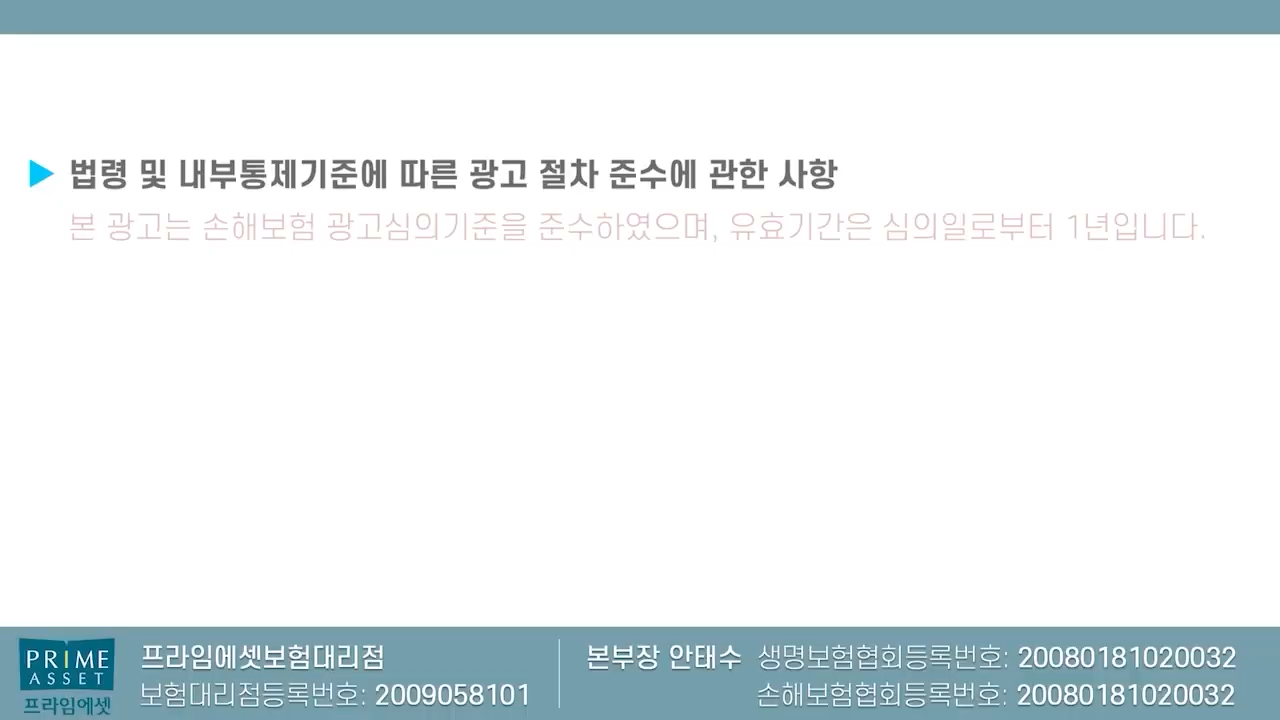 ▶ 법령 및 내부통제기준에 따른 광고 절차 준수에 관한 사항
본 광고는 손해보험 광고심의기준을 준수하였으며, 유효기간은 심의일로부터 1년입니다.
PRIME
ASSET
프라임에셋
프라임에셋보험대리점
보험대리점등록번호: 2009058101
본부장 안태수 생명보험협회등록번호: 20080181020032
손해보험협회등록번호: 20080181020032